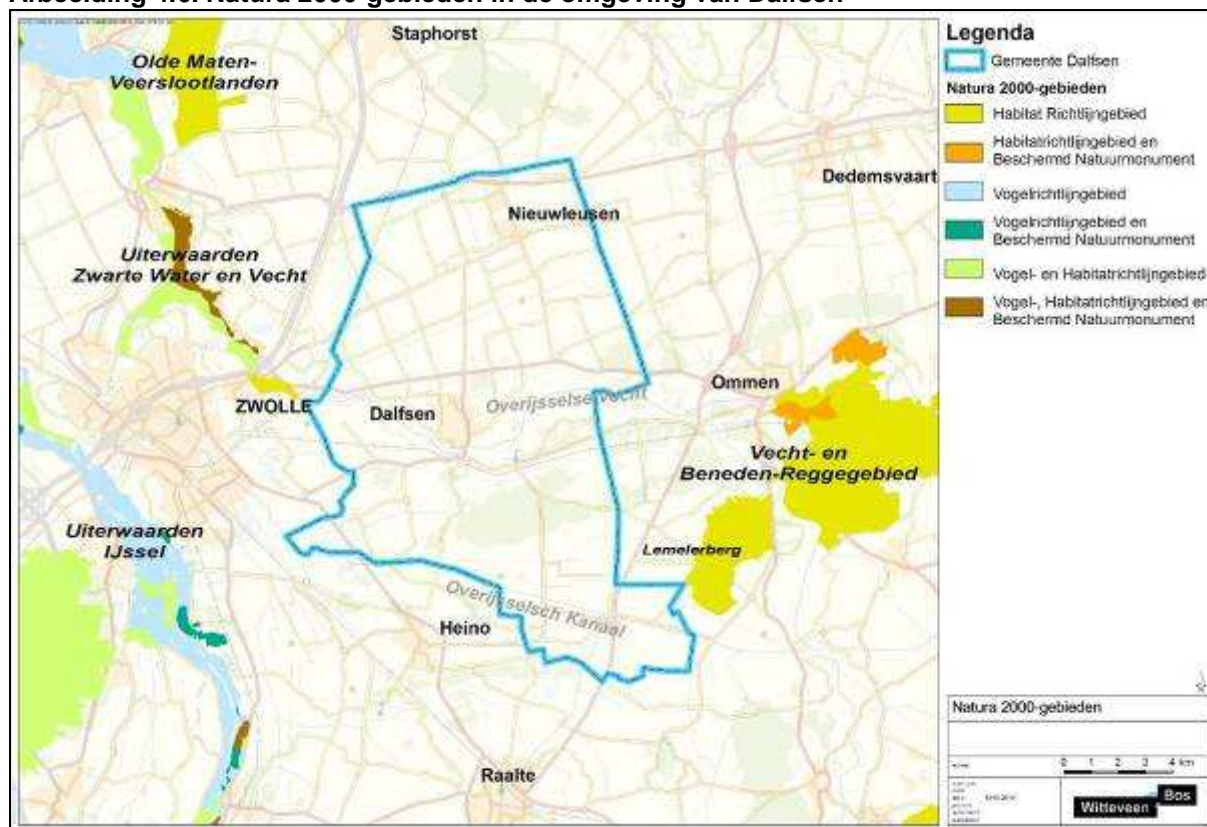 Afbeelding 4.6. Natura 2000-gebieden in de omgeving van Dalfsen
Staphorst
Olde Maten-
Veerslootlanden
Dedemsvaart
Nieuwleusen
Uiterwaarden
Zwarte Water en Vecht
Ommen
ZWOLLE
Dalfsen
Overijsselse Vecht
Vecht- en
Beneden-Reggegebied
Uiterwaarden
IJssel
Lemelerberg
Overijsselsch Kanaal
Heino
Raalte
Legenda
Gemeente Dalfsen
Natura 2000-gebieden
Habitat Richtlijngebied
Habitatrichtlijngebied en
Beschermd Natuurmonument
Vogelrichtlijngebied
Vogelrichtlijngebied en
Beschermd Natuurmonument
Vogel- en Habitatrichtlijngebied
Vogel-, Habitatrichtlijngebied en
Beschermd Natuurmonument
Natura 2000-gebieden
0 1 2 3 4 km
Witteveen Bos